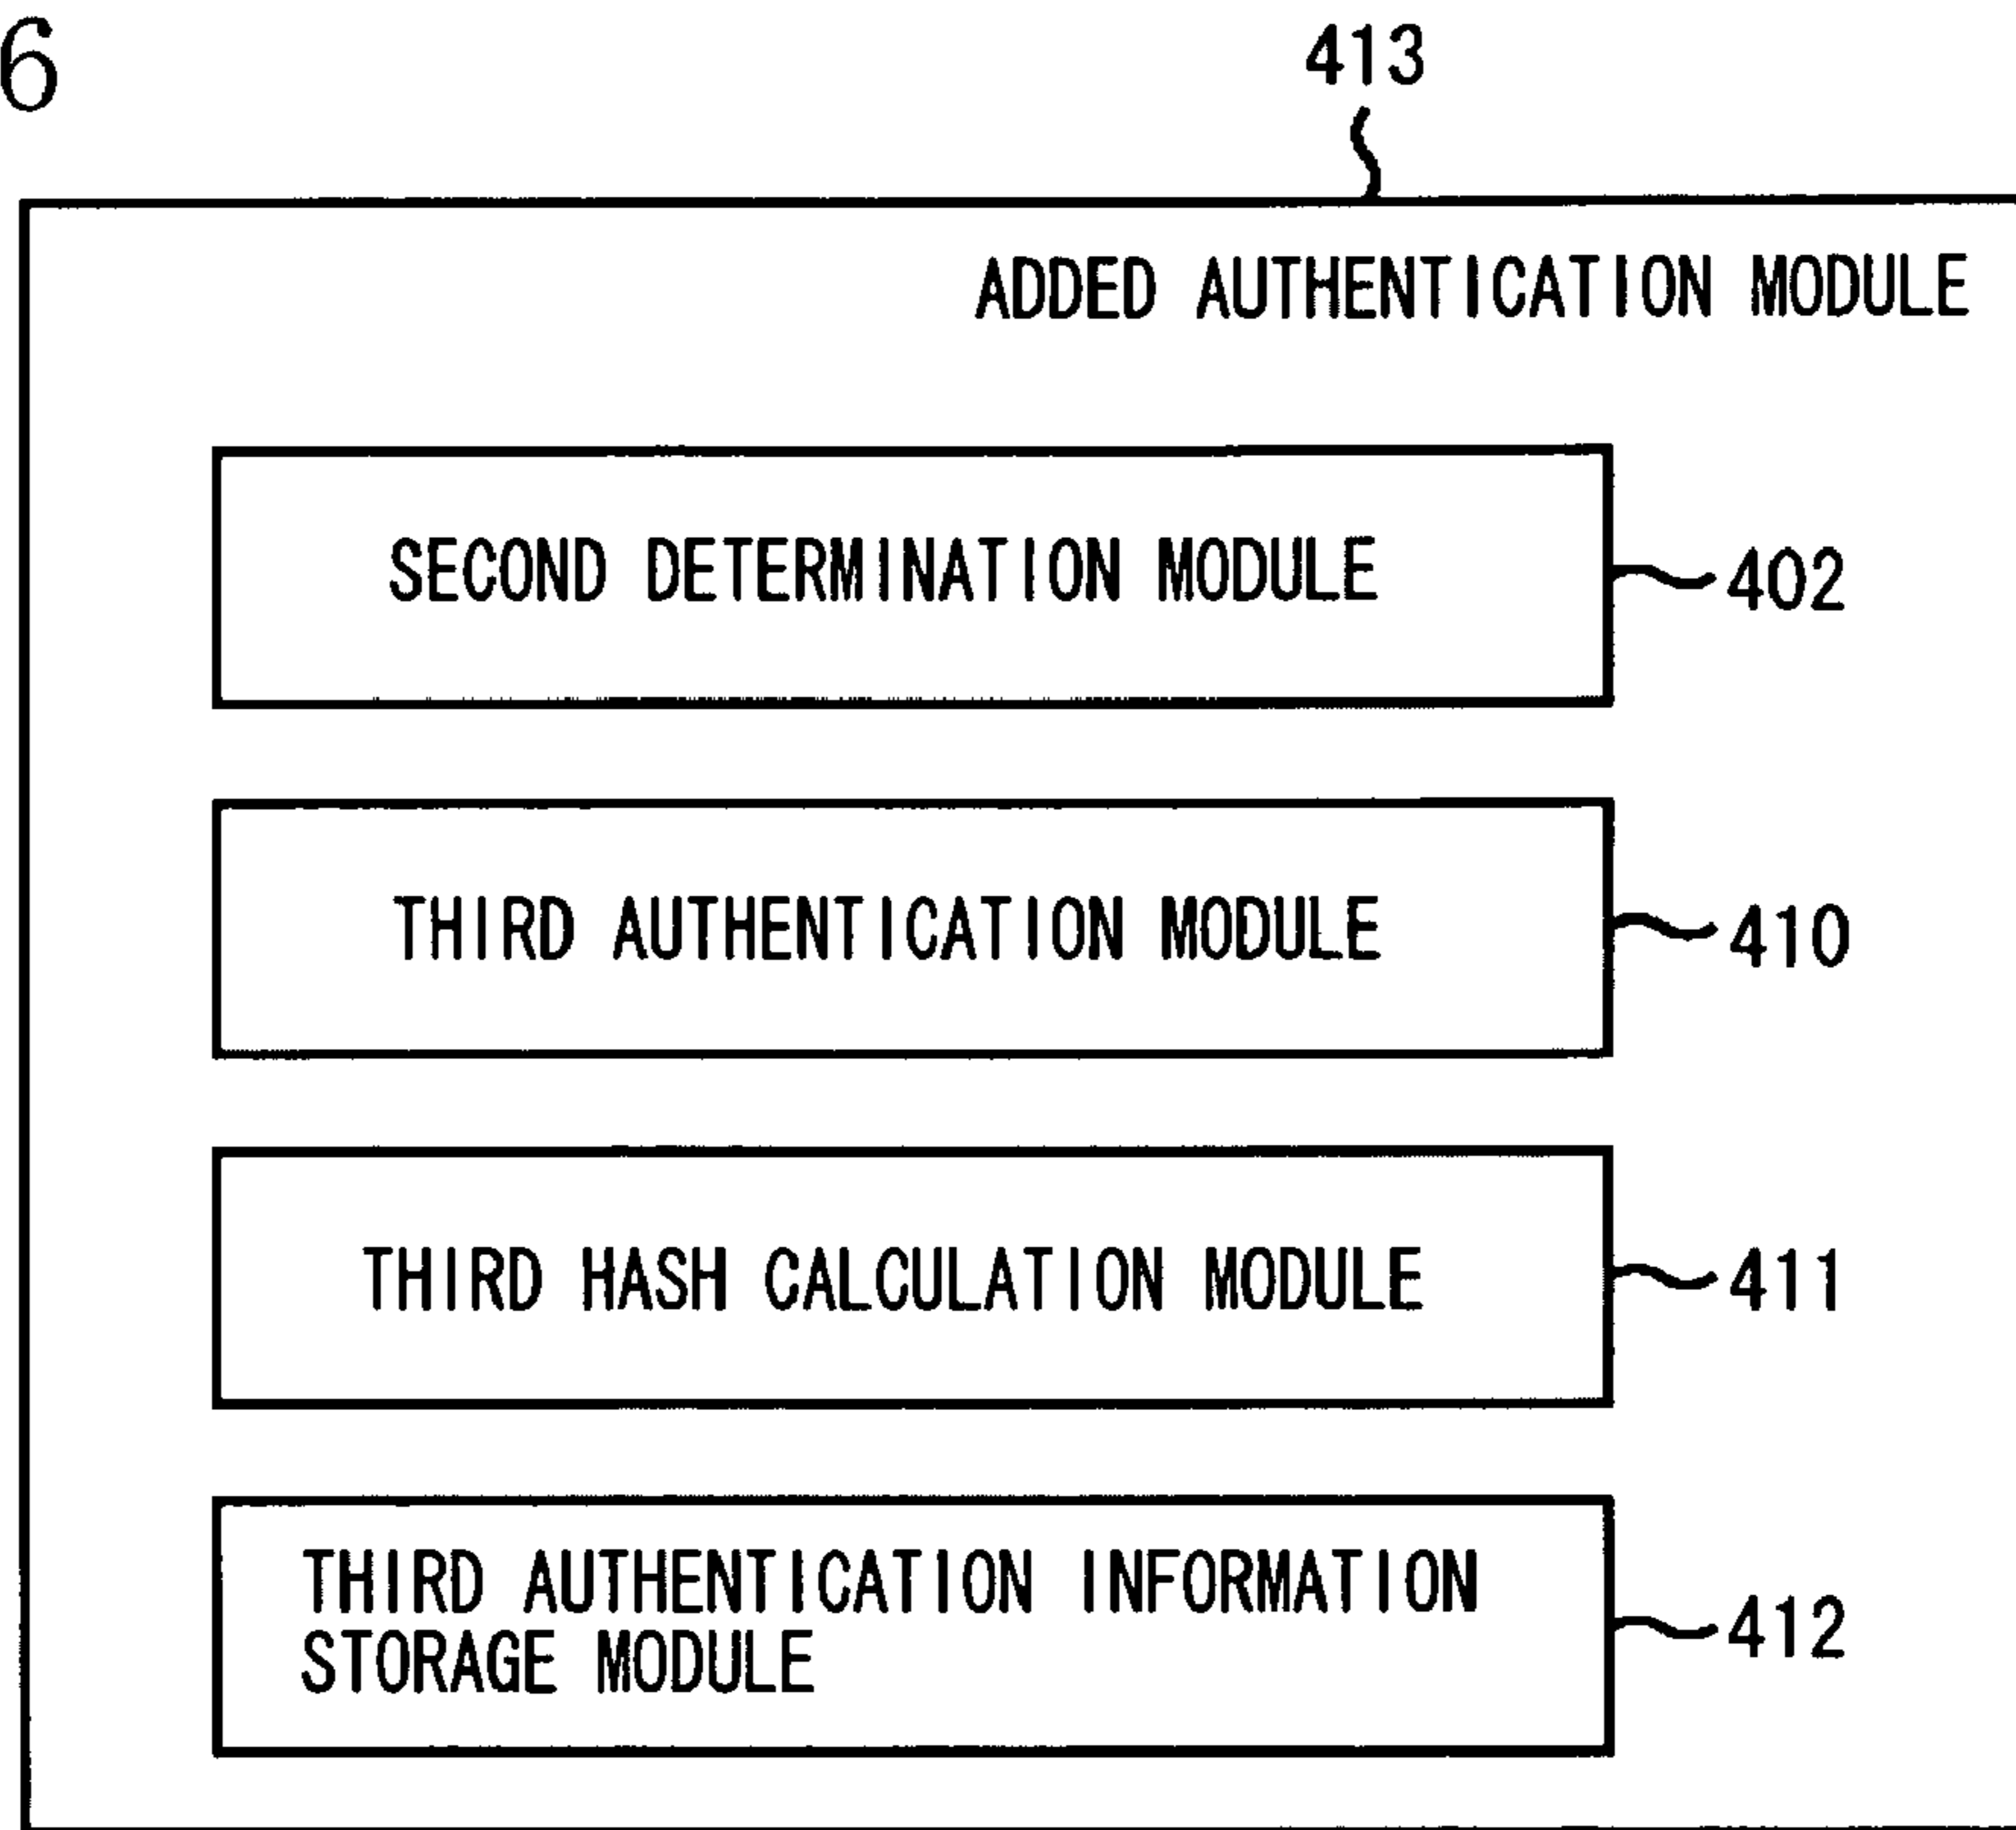 6
413
ADDED AUTHENTICATION MODULE
SECOND DETERMINATION MODULE
402
THIRD AUTHENTICATION MODULE
410
THIRD HASH CALCULATION MODULE
411
THIRD AUTHENTICATION INFORMATION
STORAGE MODULE
412